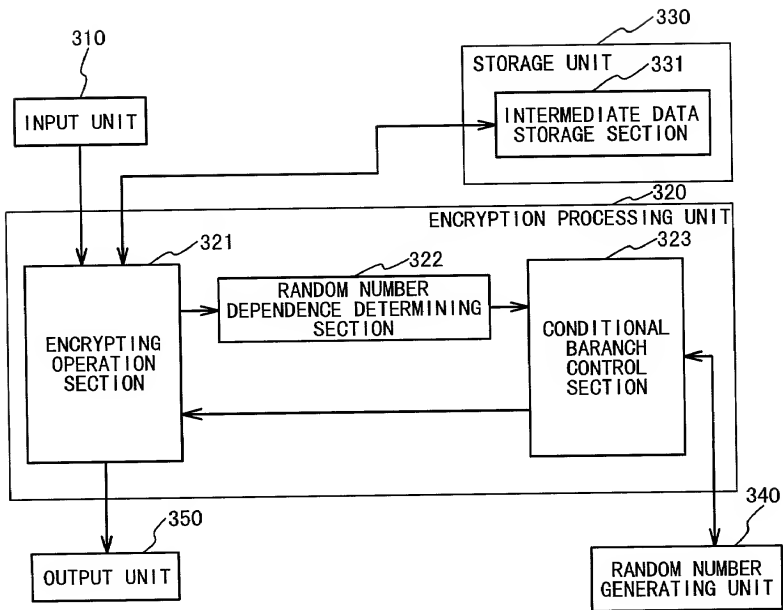 330
310
STORAGE UNIT
331
INPUT UNIT
INTERMEDIATE DATA
STORAGE SECTION
320
ENCRYPTION PROCESSING UNIT
321
322
323
RANDOM NUMBER
DEPENDENCE DETERMINING
SECTION
ENCRYPTING
OPERATION
SECTION
CONDITIONAL
BARANCH
CONTROL
SECTION
350
340
OUTPUT UNIT
RANDOM NUMBER
GENERATING UNIT